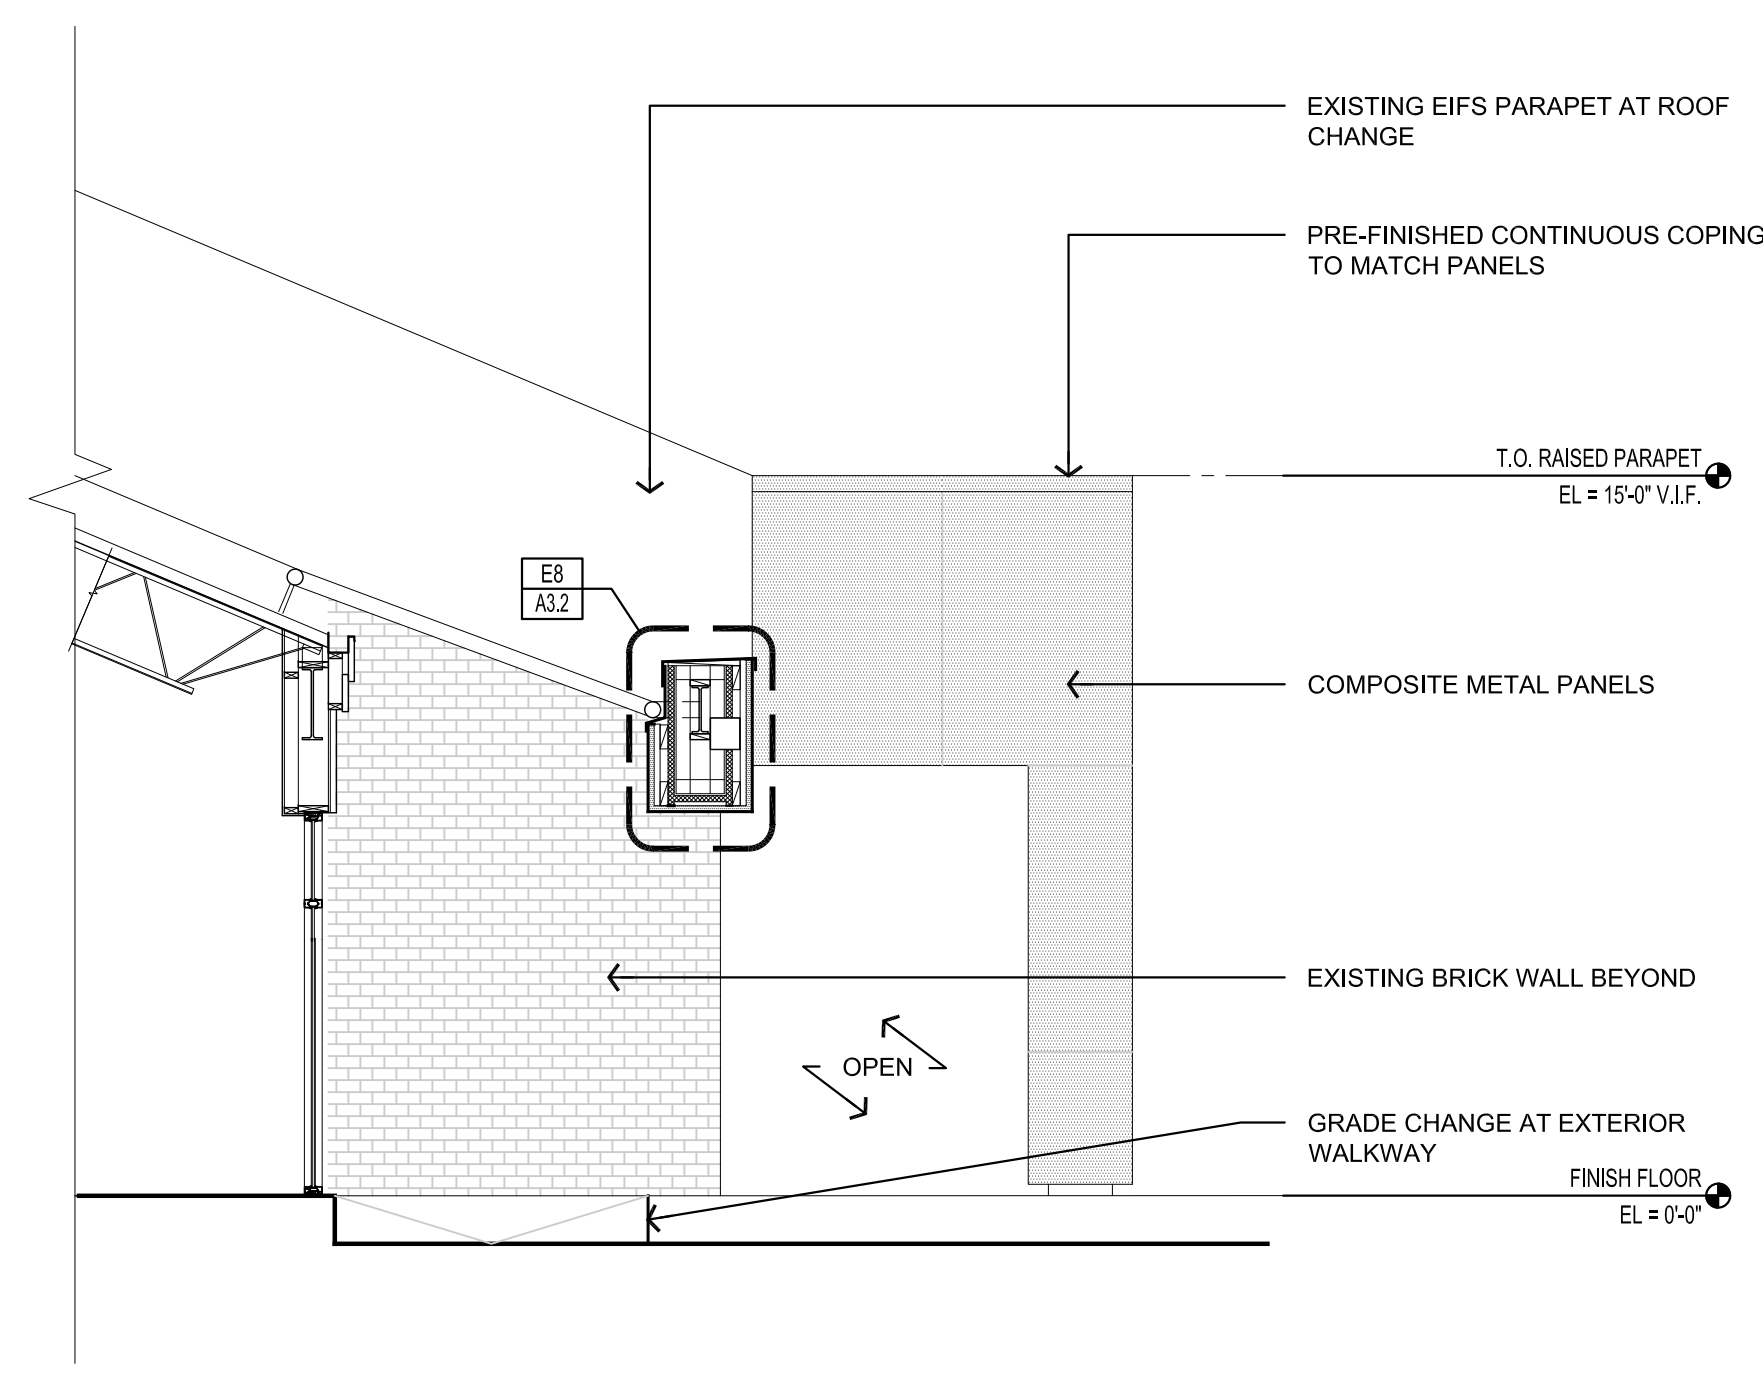 EXISTING EIFS PARAPET AT ROOF
CHANGE
PRE-FINISHED CONTINUOUS COPING
TO MATCH PANELS
T.O. RAISED PARAPET
EL = 15'-0" V.I.F.
E8
A3.2
COMPOSITE METAL PANELS
EXISTING BRICK WALL BEYOND
OPEN
GRADE CHANGE AT EXTERIOR
WALKWAY
FINISH FLOOR
EL = 0'-0"